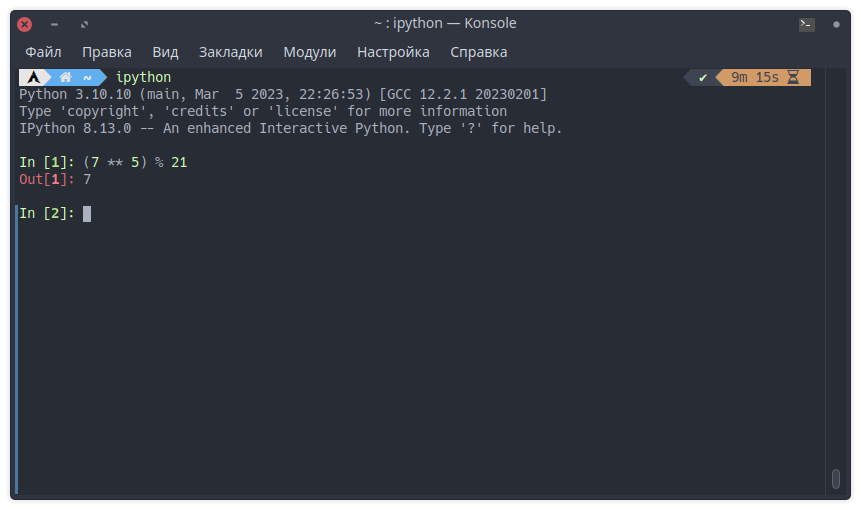 ~ : ipython — Konsole
Файл Правка Вид Закладки Модули Настройка Справка
~ ipython ✔ 9m 15s
Python 3.10.10 (main, Mar  5 2023, 22:26:53) [GCC 12.2.1 20230201]
Type 'copyright', 'credits' or 'license' for more information
IPython 8.13.0 -- An enhanced Interactive Python. Type '?' for help.
In [1]: (7 ** 5) % 21
Out[1]: 7
In [2]: